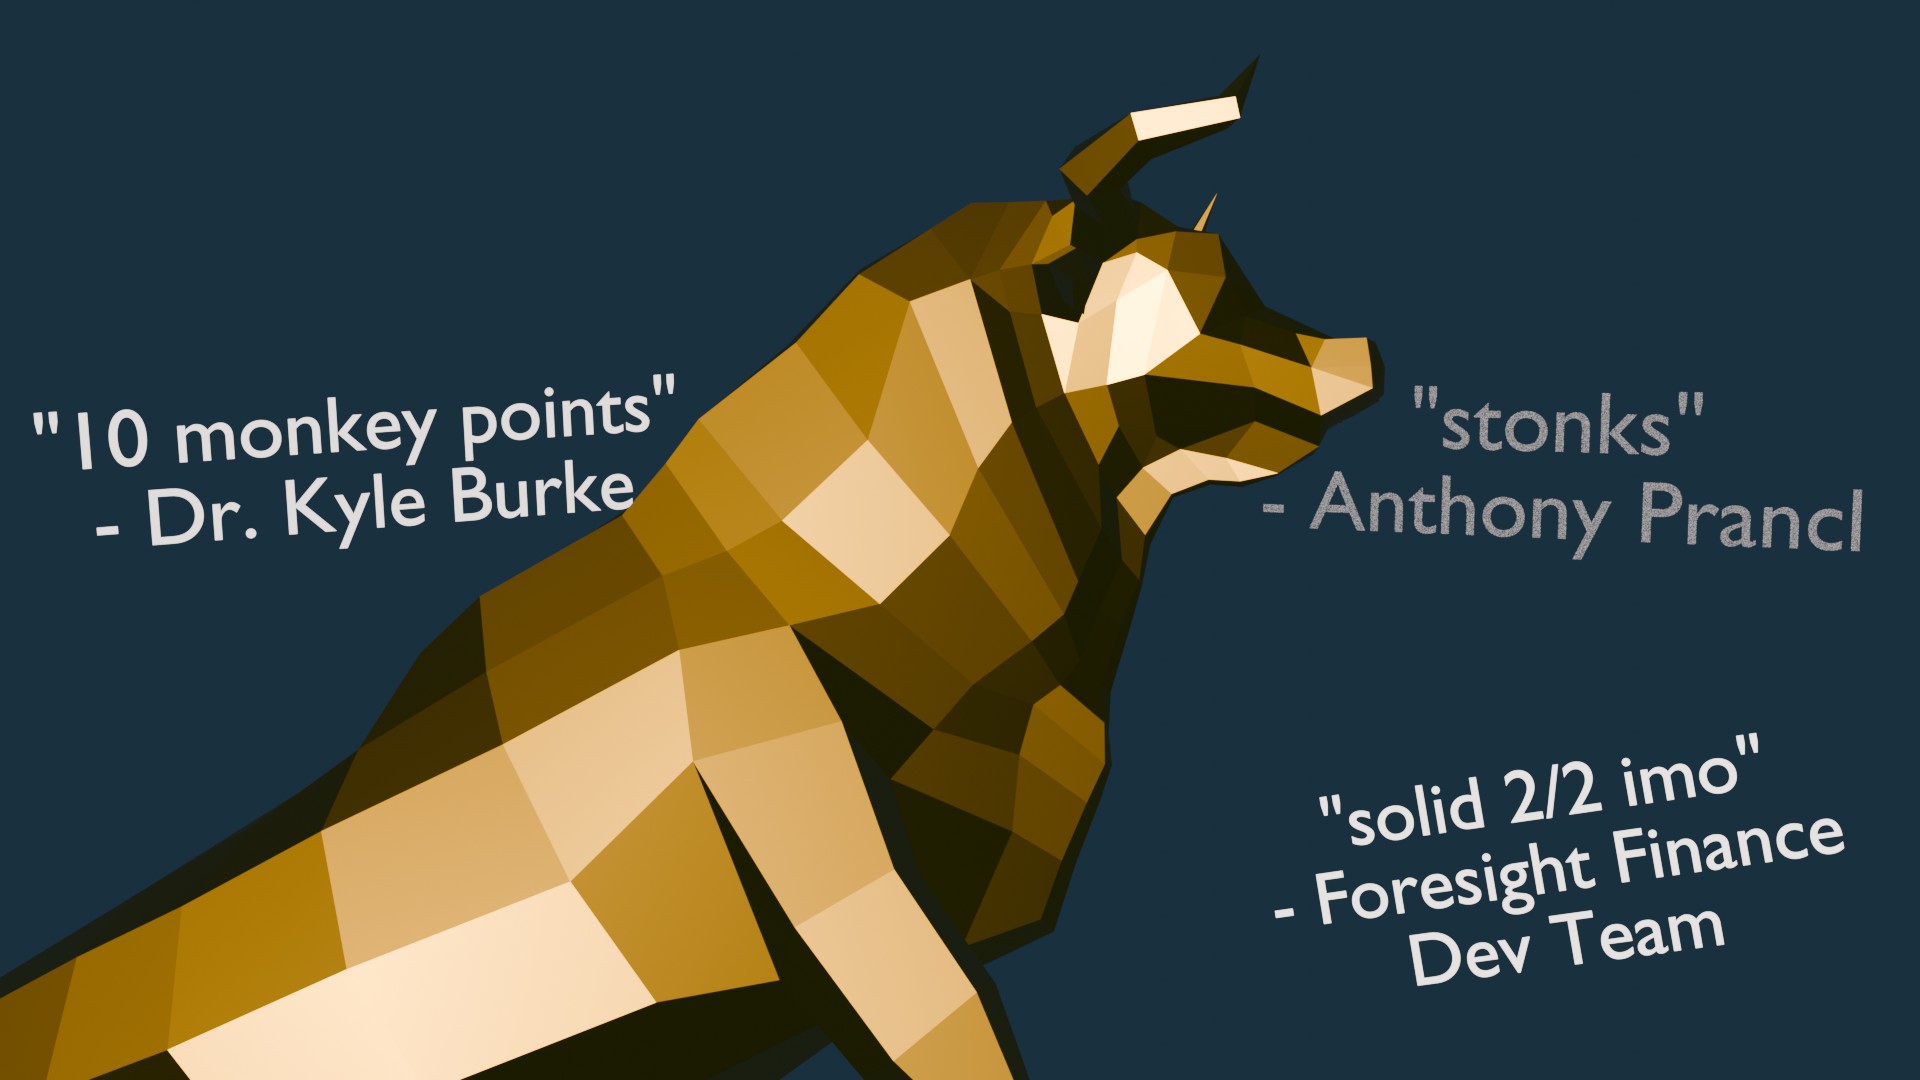 "10 monkey points"
- Dr. Kyle Burke
"stonks"
- Anthony Prancl
"solid 2/2 imo"
- Foresight Finance
Dev Team